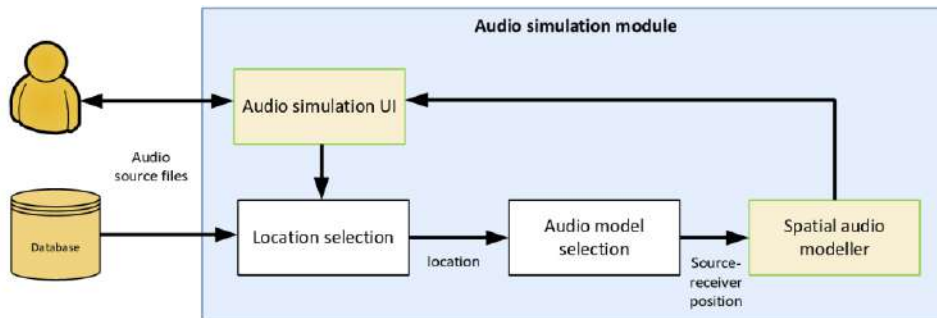 Audio simulation module
Audio simulation UI
Audio
source files
Database
Location selection
location
Audio model
selection
Source-
receiver
position
Spatial audio
modeller